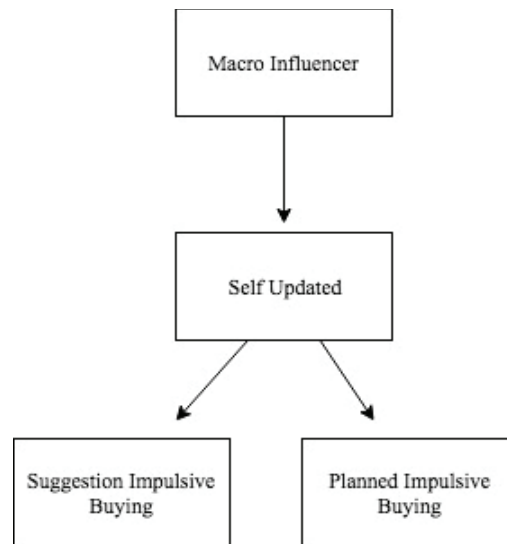 Macro Influencer
Self Updated
Suggestion Impulsive
Buying
Planned Impulsive
Buying